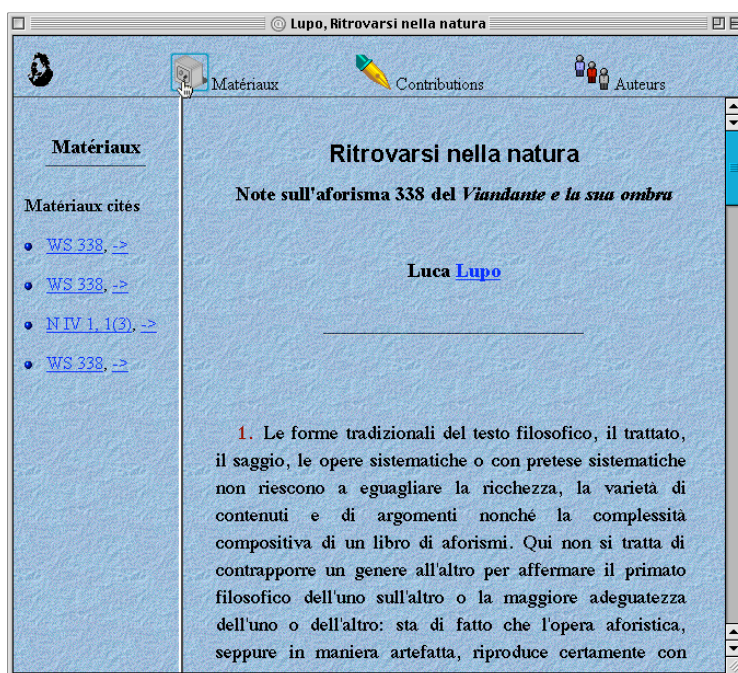 Lupo, Ritrovarsi nella natura
Matériaux
Contributions
Auteurs
Matériaux
Matériaux cités
WS 338, ->
WS 338, ->
N IV 1, 1(3), ->
WS 338, ->
Ritrovarsi nella natura
Note sull'aforisma 338 del Viandante e la sua ombra
Luca Lupo
1. Le forme tradizionali del testo filosofico, il trattato,
il saggio, le opere sistematiche o con pretese sistematiche
non riescono a eguagliare la ricchezza, la varietà di
contenuti e di argomenti nonché la complessità
compositiva di un libro di aforismi. Qui non si tratta di
contrapporre un genere all'altro per affermare il primato
filosofico dell'uno sull'altro o la maggiore adeguatezza
dell'uno o dell'altro: sta di fatto che l'opera aforistica,
seppure in maniera artefatta, riproduce certamente con